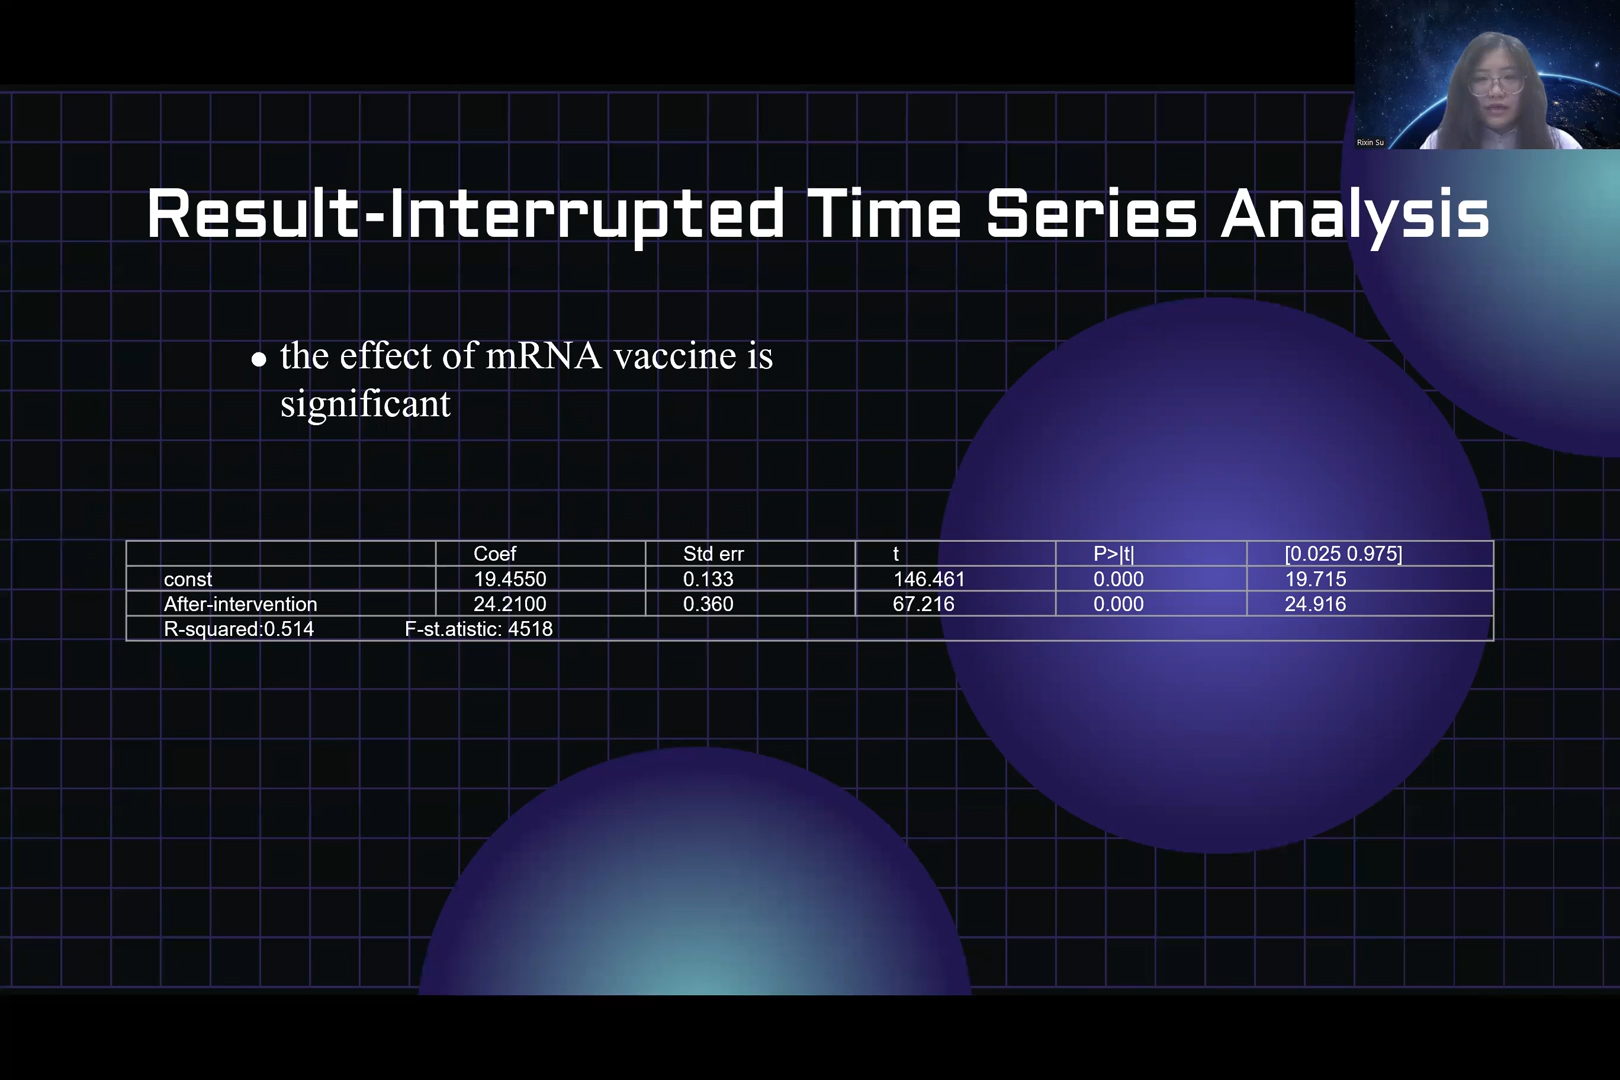 Rixin Su
Result-Interrupted Time Series Analysis
● the effect of mRNA vaccine is
significant
Coef Std err t P>|t| [0.025 0.975]
const 19.4550 0.133 146.461 0.000 19.715
After-intervention 24.2100 0.360 67.216 0.000 24.916
R-squared:0.514 F-st.atistic: 4518